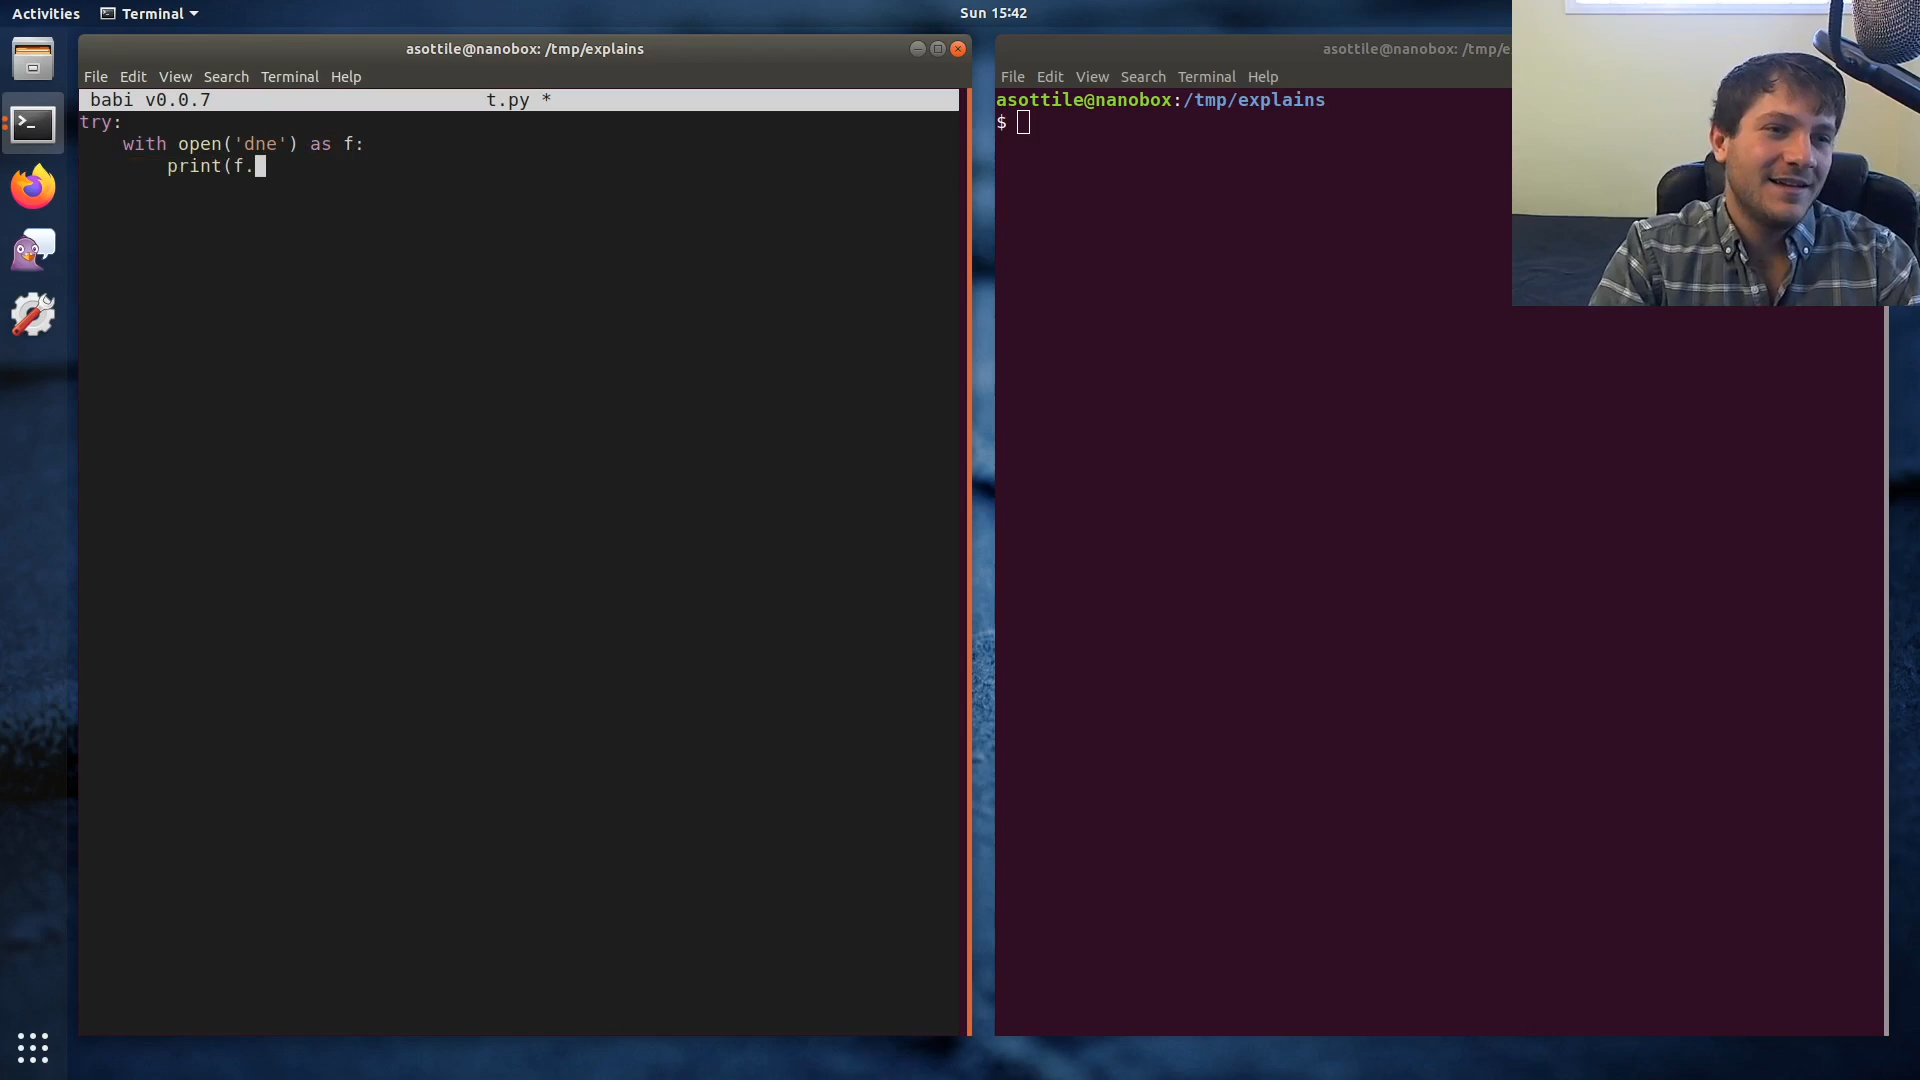 Activities Terminal Sun 15:42
asottile@nanobox: /tmp/explains
File Edit View Search Terminal Help
babi v0.0.7 t.py *
try:
    with open('dne') as f:
        print(f.
asottile@nanobox: /tmp/e
File Edit View Search Terminal Help
asottile@nanobox:/tmp/explains
$